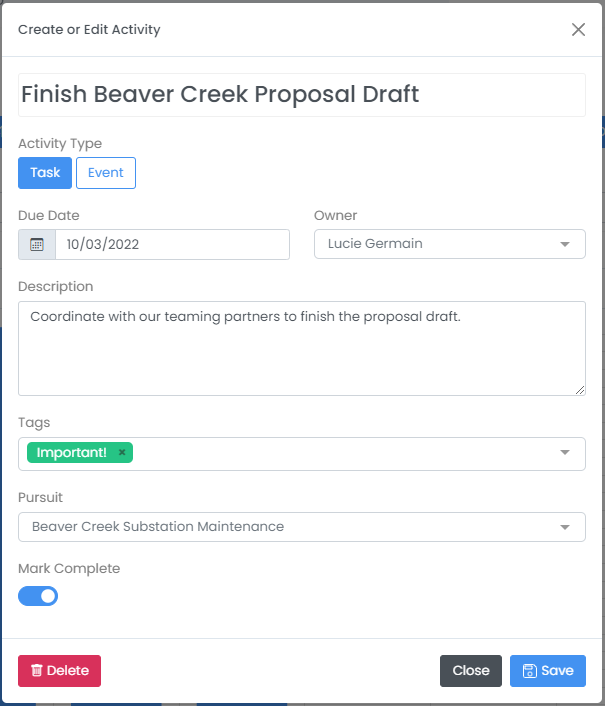 Create or Edit Activity
Finish Beaver Creek Proposal Draft
Activity Type
Task Event
Due Date Owner
10/03/2022 Lucie Germain
Description
Coordinate with our teaming partners to finish the proposal draft.
Tags
Important! ×
Pursuit
Beaver Creek Substation Maintenance
Mark Complete
Delete Close Save